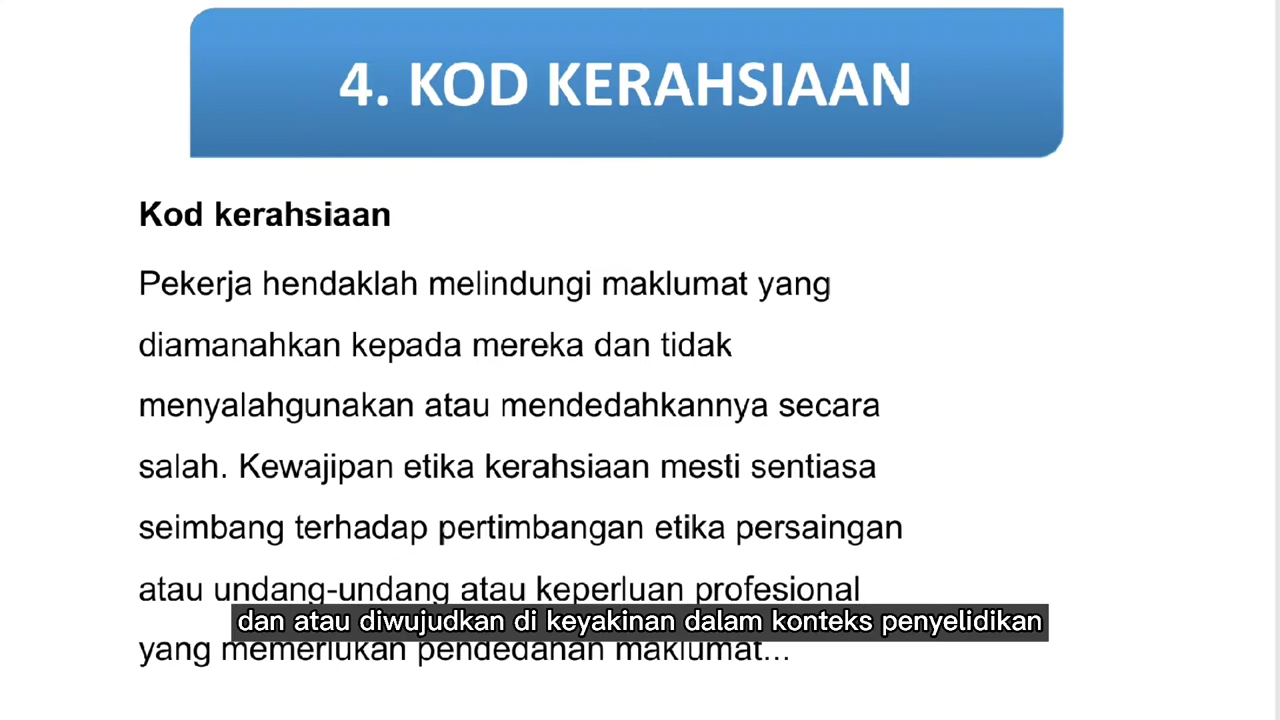 4. KOD KERAHSIAAN
Kod kerahsiaan
Pekerja hendaklah melindungi maklumat yang
diamanahkan kepada mereka dan tidak
menyalahgunakan atau mendedahkannya secara
salah. Kewajipan etika kerahsiaan mesti sentiasa
seimbang terhadap pertimbangan etika persaingan
atau undang-undang atau keperluan profesional
dan atau diwujudkan di keyakinan dalam konteks penyelidikan
yang memerlukan pendedahan maklumat...